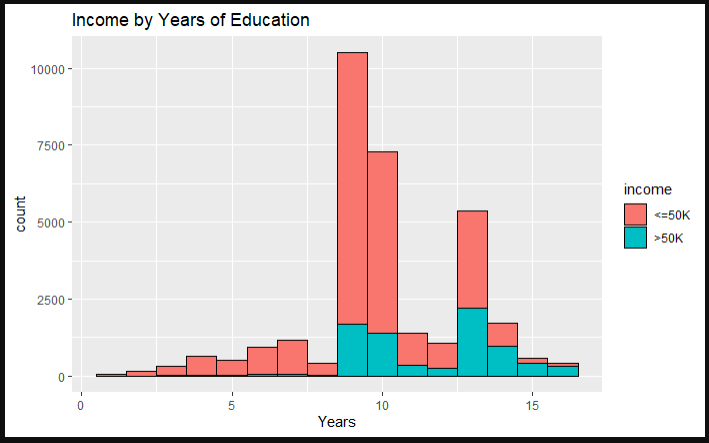 Income by Years of Education
10000
7500
5000
2500
0
count
0 5 10 15
Years
income
<=50K
>50K